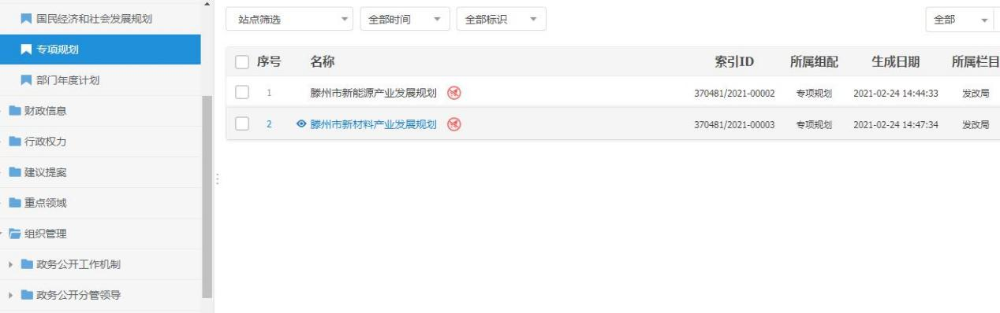 国民经济和社会发展规划
专项规划
部门年度计划
财政信息
行政权力
建议提案
重点领域
组织管理
政务公开工作机制
政务公开分管领导
站点筛选 全部时间 全部标识 全部
序号 名称 索引ID 所属组配 生成日期 所属栏目
1 滕州市新能源产业发展规划 370481/2021-00002 专项规划 2021-02-24 14:44:33 发改局
2 滕州市新材料产业发展规划 370481/2021-00003 专项规划 2021-02-24 14:47:34 发改局